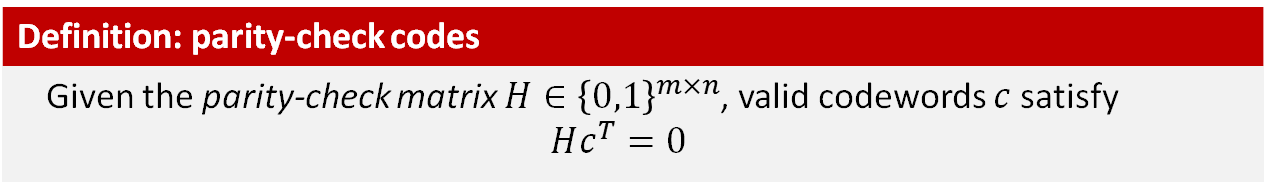 Definition: parity-check codes
Given the parity-check matrix H ∈ {0,1}^{m×n}, valid codewords c satisfy
Hc^T = 0